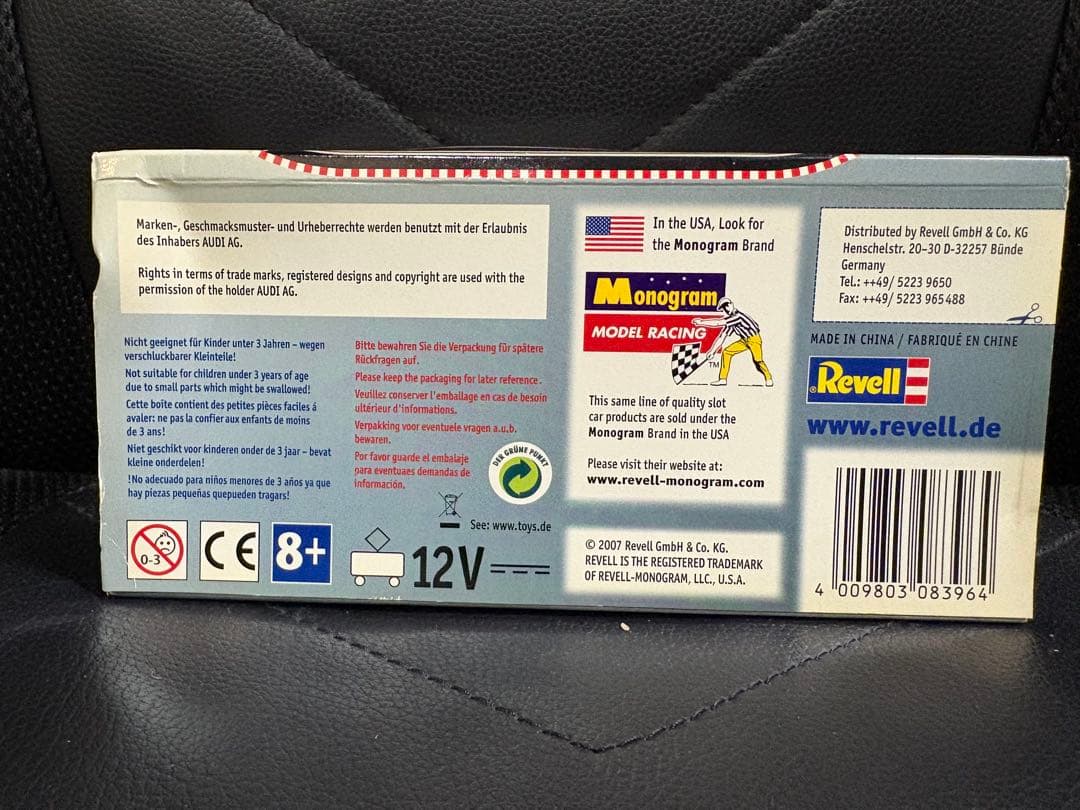 Marken-, Geschmacksmuster- und Urheberrechte werden benutzt mit der Erlaubnis
des Inhabers AUDI AG.
Rights in terms of trade marks, registered designs and copyright are used with the
permission of the holder AUDI AG.
Nicht geeignet für Kinder unter 3 Jahren – wegen
verschluckbarer Kleinteile!
Not suitable for children under 3 years of age
due to small parts which might be swallowed!
Cette boîte contient des petites pièces faciles á
avaler: ne pas la confier aux enfants de moins
de 3 ans!
Niet geschikt voor kinderen onder de 3 jaar – bevat
kleine onderdelen!
!No adecuado para niños menores de 3 años ya que
hay piezas pequeñas quepueden tragars!
0-3
CE
8+
Bitte bewahren Sie die Verpackung für spätere
Rückfragen auf.
Please keep the packaging for later reference.
Veuillez conserver l'emballage en cas de besoin
ultérieur d'informations.
Verpakking voor eventuele vragen a.u.b.
bewaren.
Por favor guarde el embalaje
para eventuaes demandas de
información.
DER GRÜNE PUNKT
See: www.toys.de
12V
In the USA, Look for
the Monogram Brand
Monogram
MODEL RACING
TM
This same line of quality slot
car products are sold under the
Monogram Brand in the USA
Please visit their website at:
www.revell-monogram.com
© 2007 Revell GmbH & Co. KG.
REVELL IS THE REGISTERED TRADEMARK
OF REVELL-MONOGRAM, LLC., U.S.A.
Distributed by Revell GmbH & Co. KG
Henschelstr. 20-30 D-32257 Bünde
Germany
Tel.: ++49/ 5223 9650
Fax: ++49/ 5223 965488
MADE IN CHINA / FABRIQUÉ EN CHINE
®Revell
www.revell.de
4 009803 083964